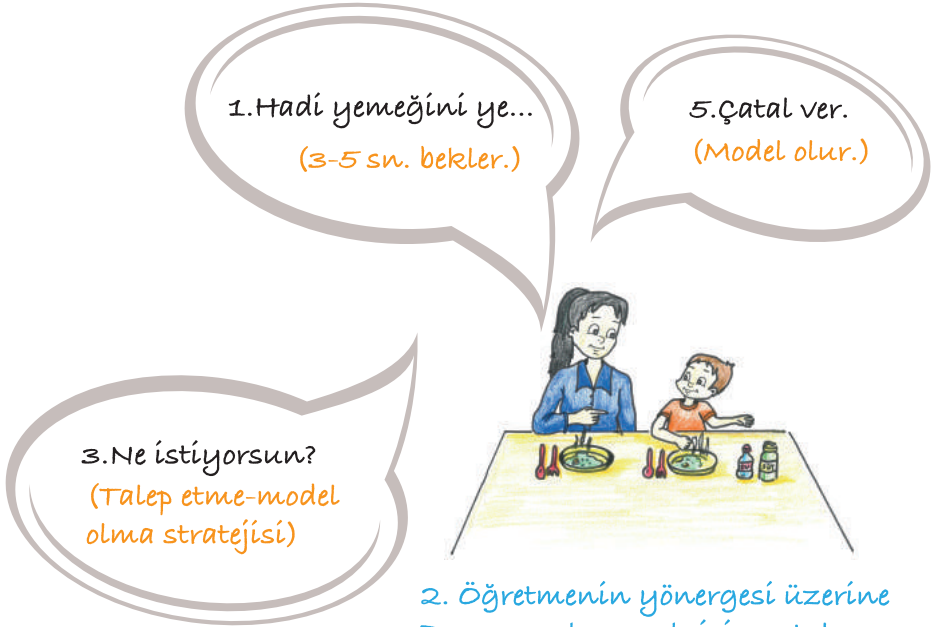 1.Hadi yemeğini ye...
(3-5 sn. bekler.)
5.Çatal ver.
(Model olur.)
3.Ne istiyorsun?
(Talep etme-model
olma stratejisi)
2. Öğretmenin yönergesi üzerine